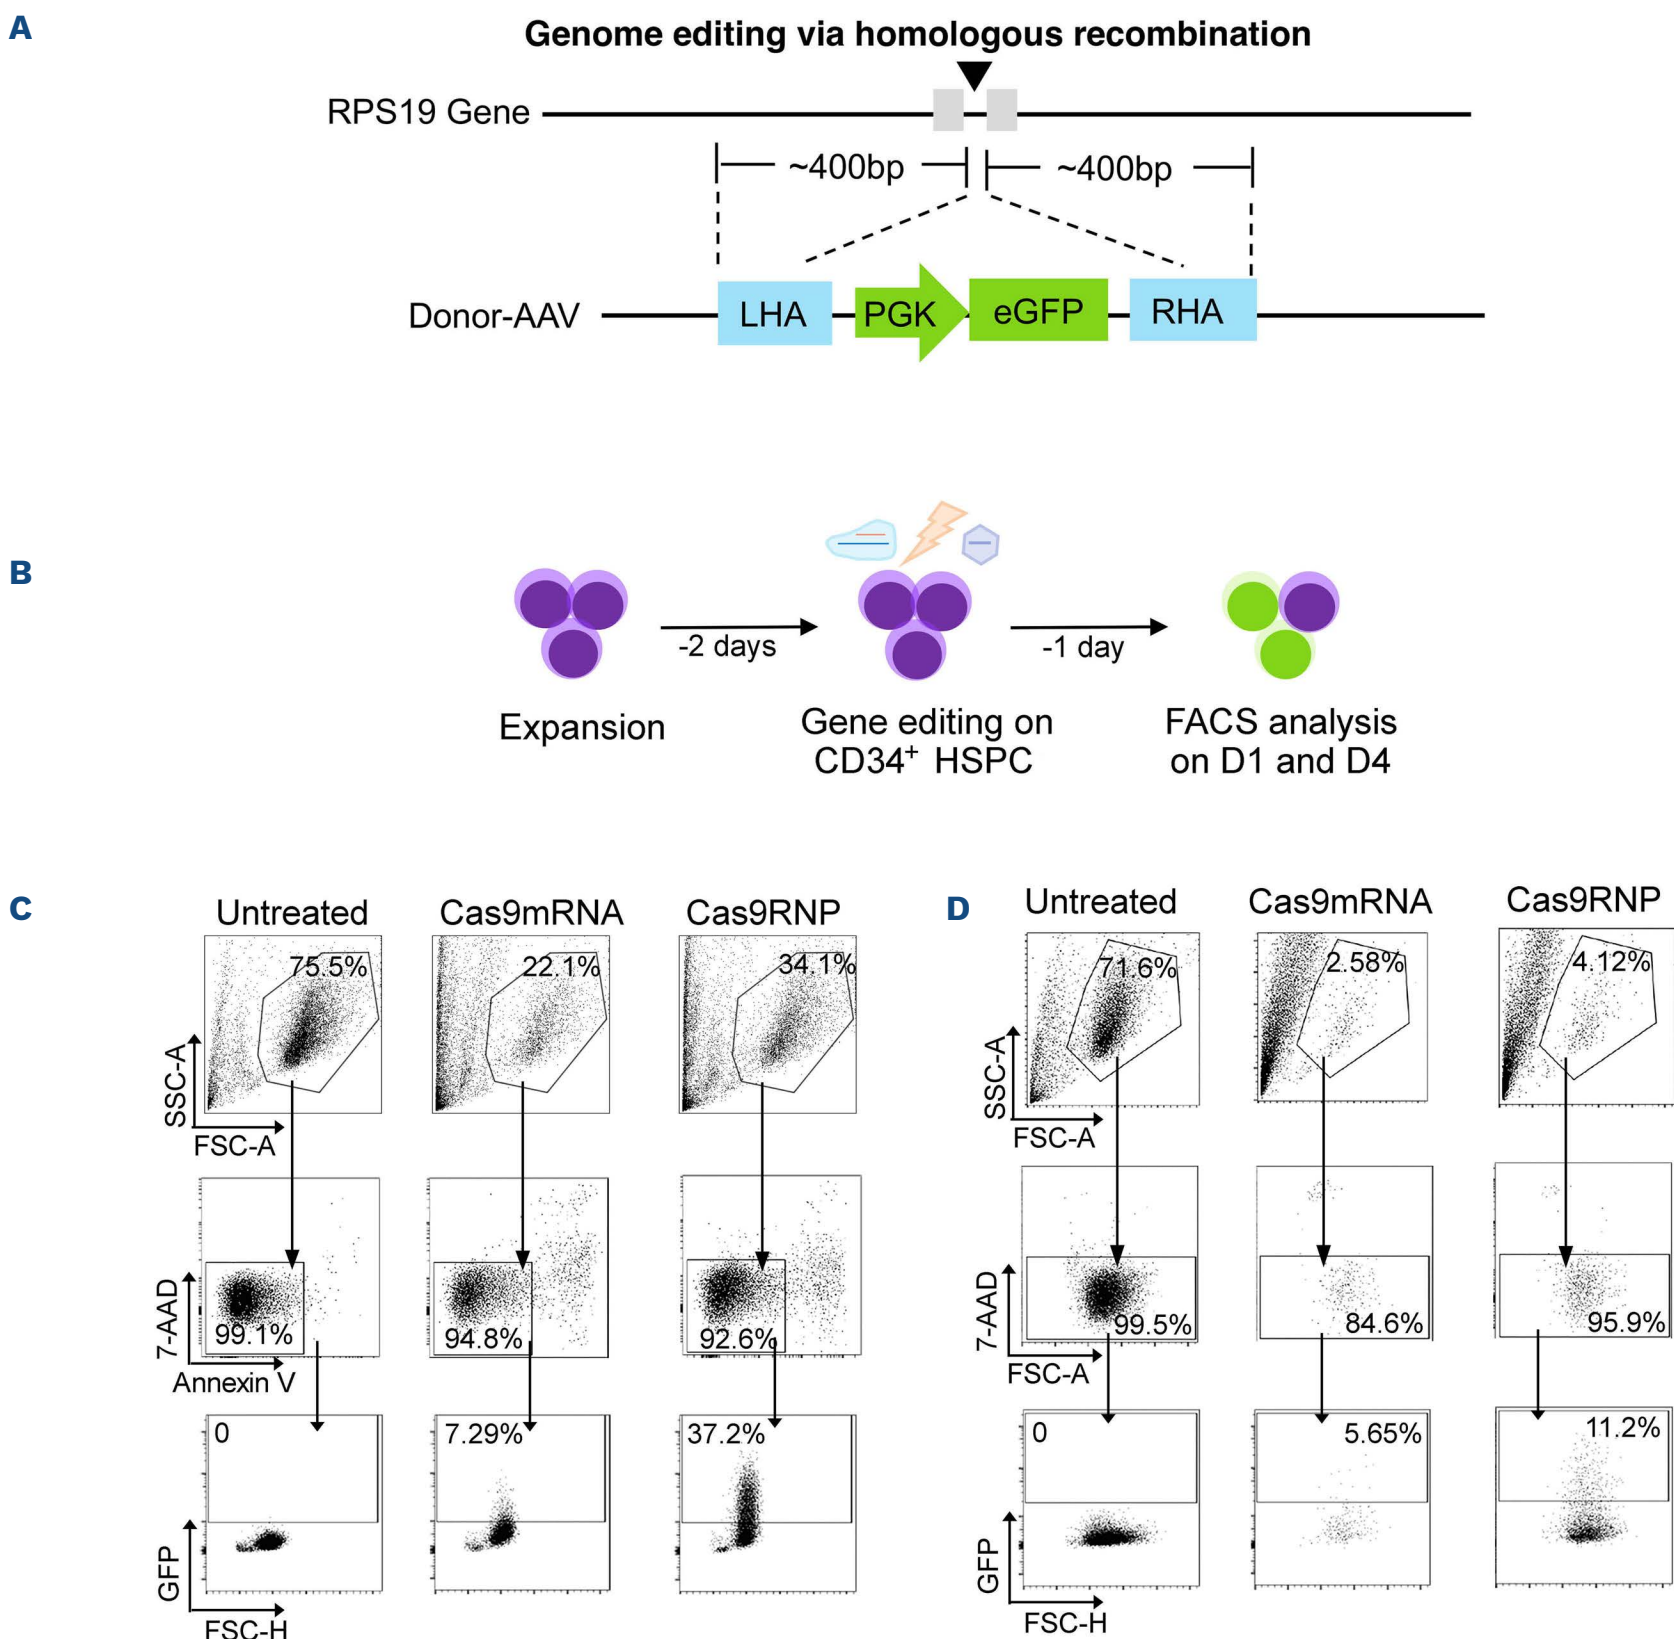 A
Genome editing via homologous recombination
RPS19 Gene
~400bp ~400bp
Donor-AAV LHA PGK eGFP RHA
B
-2 days -1 day
Expansion
Gene editing on
CD34+ HSPC
FACS analysis
on D1 and D4
C
Untreated Cas9mRNA Cas9RNP
75.5% 22.1% 34.1%
SSC-A
FSC-A
99.1% 94.8% 92.6%
7-AAD
Annexin V
0 7.29% 37.2%
GFP
FSC-H
D
Untreated Cas9mRNA Cas9RNP
71.6% 2.58% 4.12%
SSC-A
FSC-A
99.5% 84.6% 95.9%
7-AAD
FSC-A
0 5.65% 11.2%
GFP
FSC-H